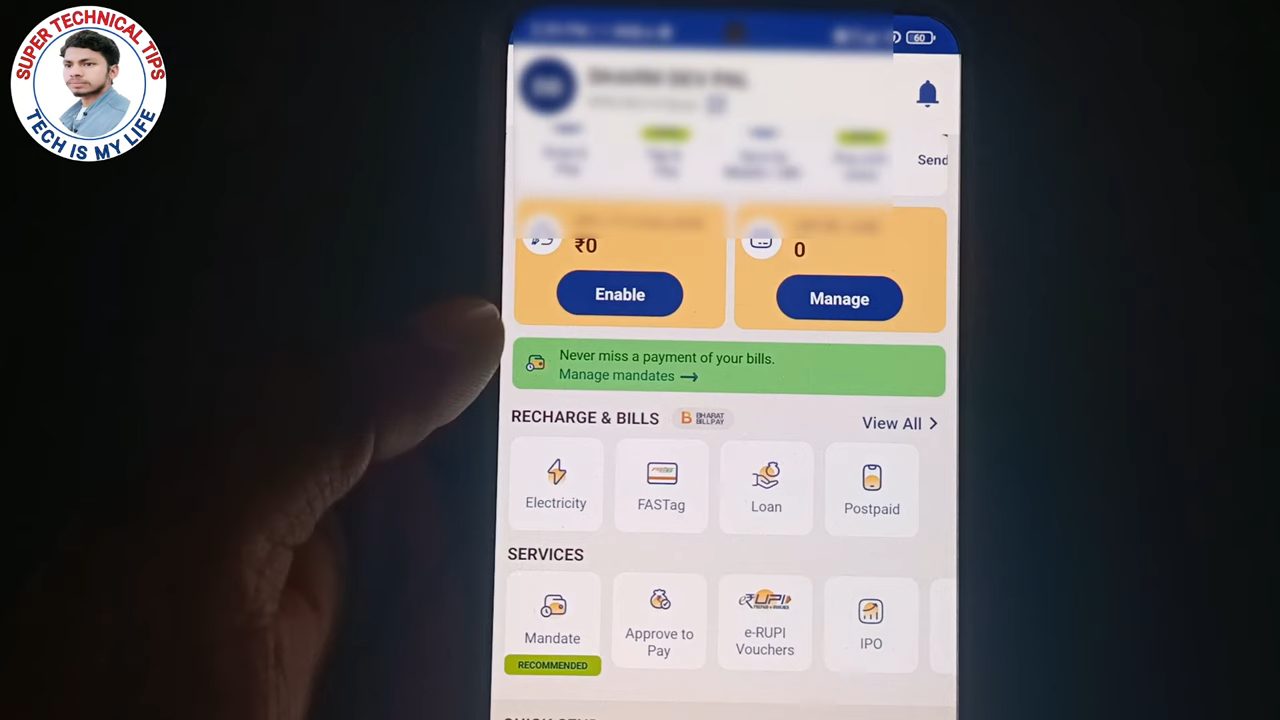 SUPER TECHNICAL TIPS
TECH IS MY LIFE
60
Send
₹0
0
Enable
Manage
Never miss a payment of your bills.
Manage mandates →
RECHARGE & BILLS
B BHARAT BILLPAY
View All >
Electricity
FASTag
Loan
Postpaid
SERVICES
Mandate
RECOMMENDED
Approve to
Pay
e₹UPI
e-RUPI
Vouchers
IPO